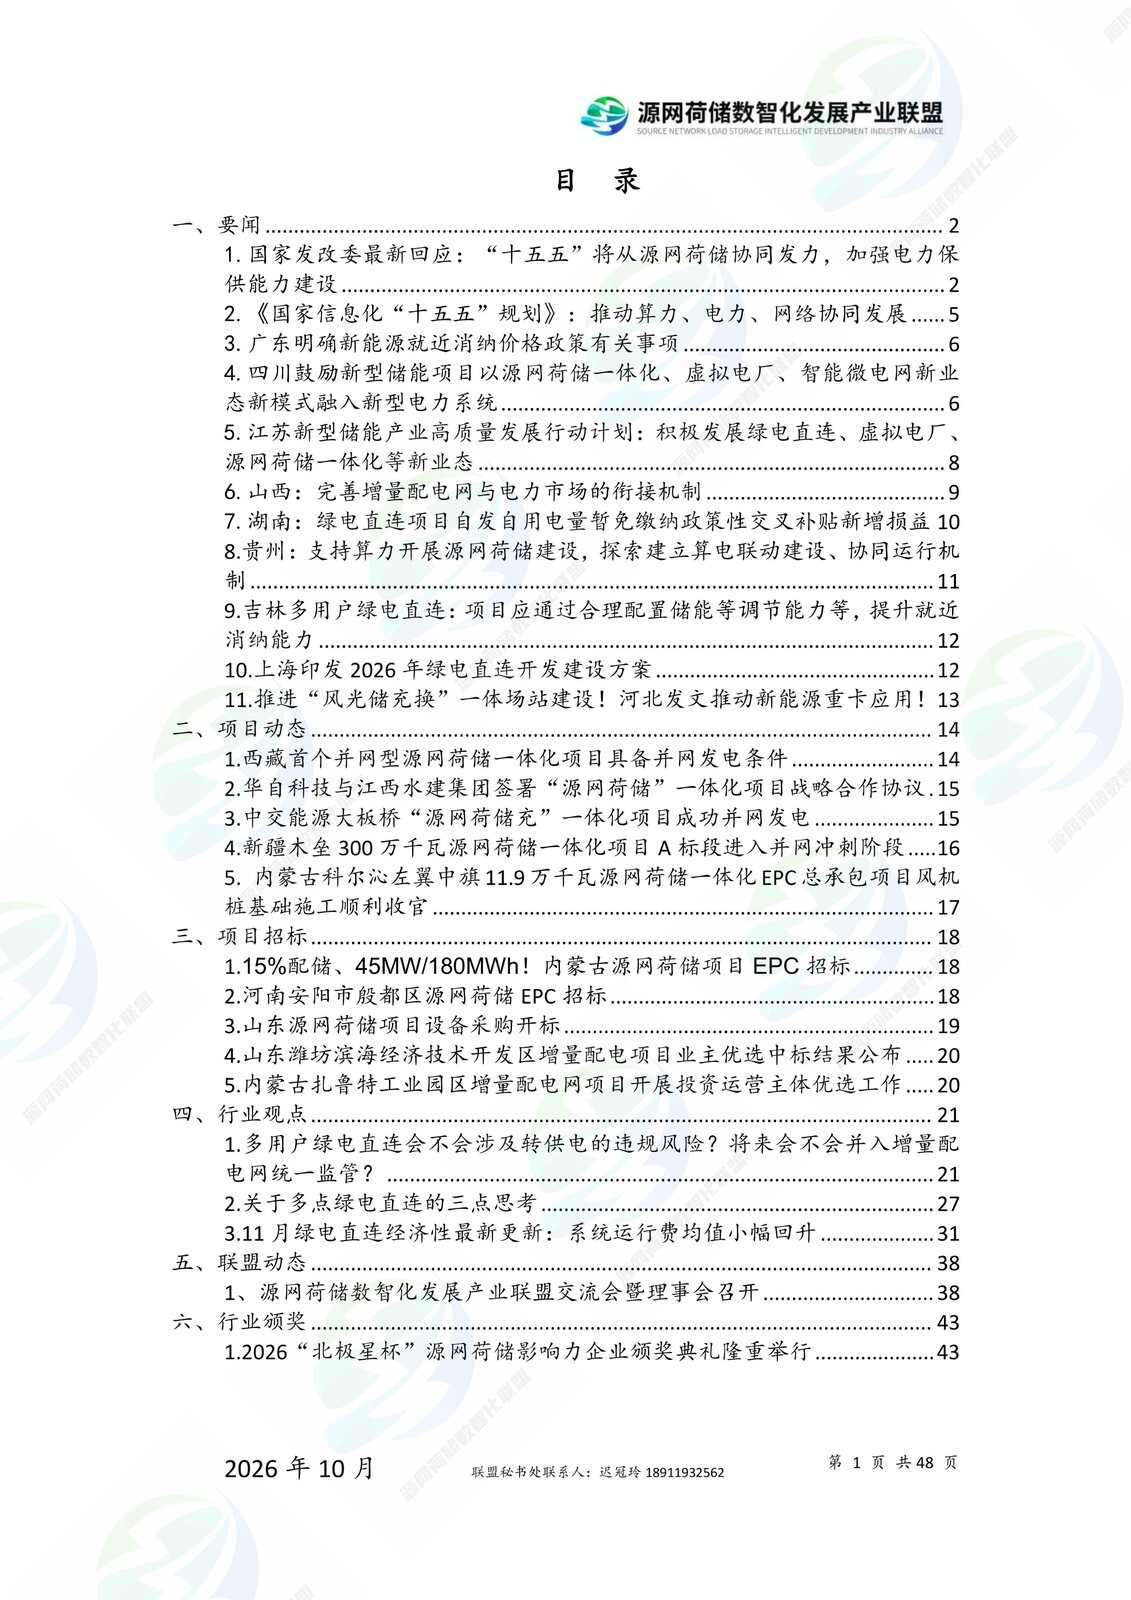 源网荷储数智化发展产业联盟
SOURCE NETWORK LOAD STORAGE INTELLIGENT DEVELOPMENT INDUSTRY ALLIANCE
目 录
一、要闻 2
1. 国家发改委最新回应：“十五五”将从源网荷储协同发力，加强电力保
供能力建设 2
2. 《国家信息化“十五五”规划》：推动算力、电力、网络协同发展 5
3. 广东明确新能源就近消纳价格政策有关事项 6
4. 四川鼓励新型储能项目以源网荷储一体化、虚拟电厂、智能微电网新业
态新模式融入新型电力系统 6
5. 江苏新型储能产业高质量发展行动计划：积极发展绿电直连、虚拟电厂、
源网荷储一体化等新业态 8
6. 山西：完善增量配电网与电力市场的衔接机制 9
7. 湖南：绿电直连项目自发自用电量暂免缴纳政策性交叉补贴新增损益 10
8.贵州：支持算力开展源网荷储建设，探索建立算电联动建设、协同运行机
制 11
9.吉林多用户绿电直连：项目应通过合理配置储能等调节能力等，提升就近
消纳能力 12
10.上海印发 2026 年绿电直连开发建设方案 12
11.推进“风光储充换”一体场站建设！河北发文推动新能源重卡应用！ 13
二、项目动态 14
1.西藏首个并网型源网荷储一体化项目具备并网发电条件 14
2.华自科技与江西水建集团签署“源网荷储”一体化项目战略合作协议 15
3.中交能源大板桥“源网荷储充”一体化项目成功并网发电 15
4.新疆木垒 300 万千瓦源网荷储一体化项目 A 标段进入并网冲刺阶段 16
5. 内蒙古科尔沁左翼中旗 11.9 万千瓦源网荷储一体化 EPC 总承包项目风机
桩基础施工顺利收官 17
三、项目招标 18
1.15%配储、45MW/180MWh！内蒙古源网荷储项目 EPC 招标 18
2.河南安阳市殷都区源网荷储 EPC 招标 18
3.山东源网荷储项目设备采购开标 19
4.山东潍坊滨海经济技术开发区增量配电项目业主优选中标结果公布 20
5.内蒙古扎鲁特工业园区增量配电网项目开展投资运营主体优选工作 20
四、行业观点 21
1.多用户绿电直连会不会涉及转供电的违规风险？将来会不会并入增量配
电网统一监管？ 21
2.关于多点绿电直连的三点思考 27
3.11 月绿电直连经济性最新更新：系统运行费均值小幅回升 31
五、联盟动态 38
1、源网荷储数智化发展产业联盟交流会暨理事会召开 38
六、行业颁奖 43
1.2026“北极星杯”源网荷储影响力企业颁奖典礼隆重举行 43
2026 年 10 月
联盟秘书处联系人：迟冠玲 18911932562
第 1 页 共 48 页